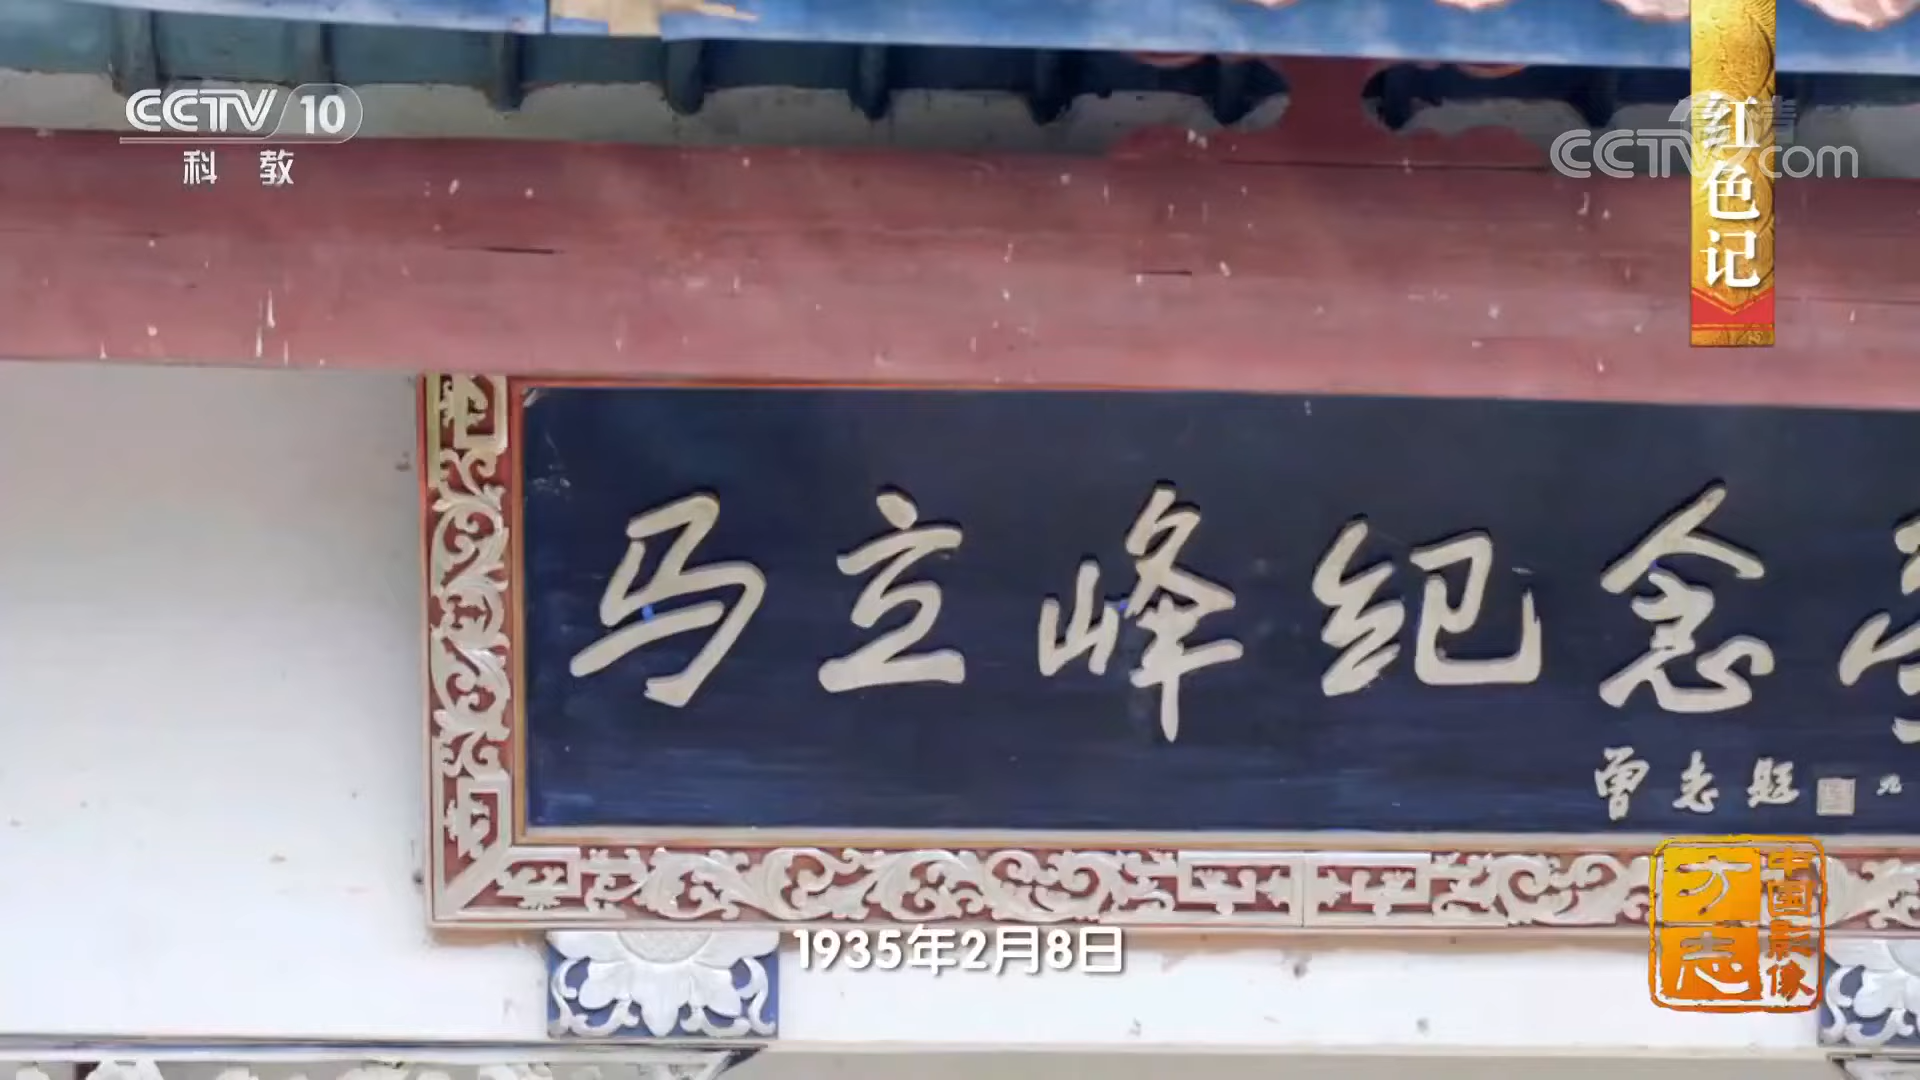 CCTV 10
科教
CCTV.com
红色记
马立峰纪念
曾志题
九
1935年2月8日
中国影像
方志